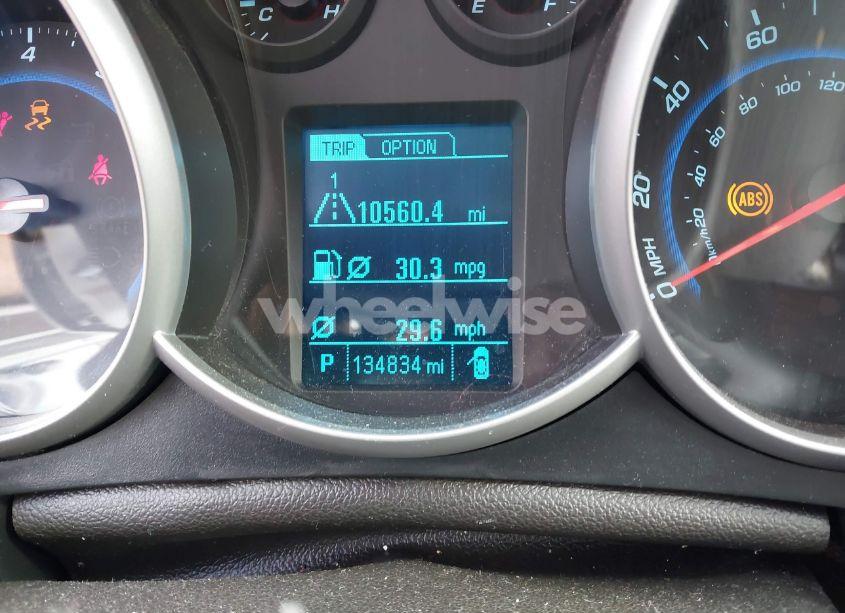 C H
E F
4
TRIP OPTION
1
10560.4 mi
30.3 mpg
29.6 mph
P 134834 mi
60
40
20
0 MPH
120
100
80
60
40
20
km/h
ABS
wheelwise